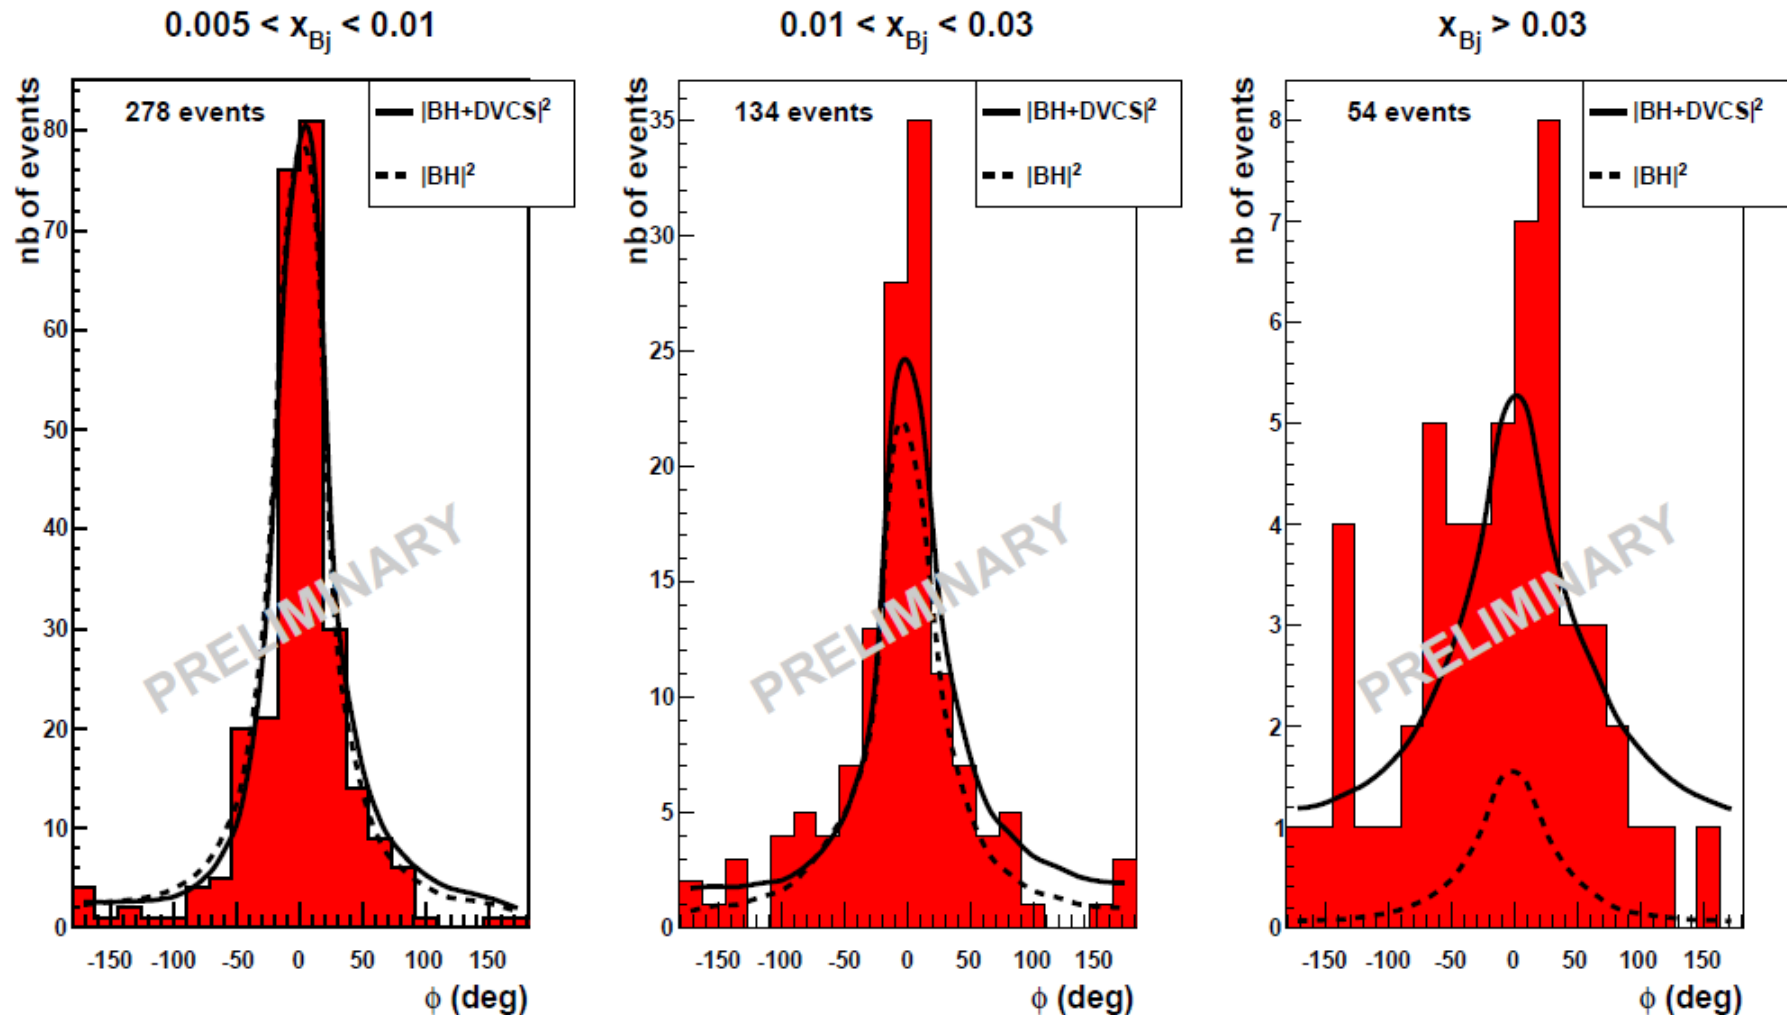 0.005 < x_Bj < 0.01
nb of events
278 events
|BH+DVCS|²
|BH|²
PRELIMINARY
80
70
60
50
40
30
20
10
0
-150 -100 -50 0 50 100 150
ϕ (deg)
0.01 < x_Bj < 0.03
nb of events
134 events
|BH+DVCS|²
|BH|²
PRELIMINARY
35
30
25
20
15
10
5
0
-150 -100 -50 0 50 100 150
ϕ (deg)
x_Bj > 0.03
nb of events
54 events
|BH+DVCS|²
|BH|²
PRELIMINARY
8
7
6
5
4
3
2
1
0
-150 -100 -50 0 50 100 150
ϕ (deg)